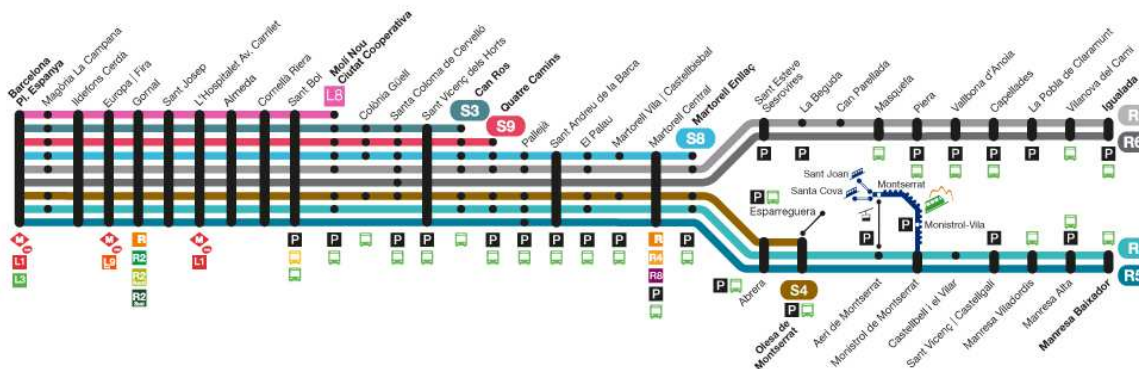 Barcelona
Pl. Espanya
Magòria La Campana
Ildefons Cerdà
Europa | Fira
Gornal
Sant Josep
L'Hospitalet Av. Carrilet
Almeda
Cornellà Riera
Sant Boi
L8
Molí Nou
Ciutat Cooperativa
Colònia Güell
Santa Coloma de Cervelló
Sant Vicenç dels Horts
S3
Can Ros
S9
Quatre Camins
Pallejà
Sant Andreu de la Barca
El Palau
Martorell Vila | Castellbisbal
Martorell Central
S8
Martorell Enllaç
Sant Esteve
Sesrovires
La Beguda
Can Parellada
Masquefa
Piera
Vallbona d'Anoia
Capellades
La Pobla de Claramunt
Vilanova del Camí
Igualada
R
R6
P P P P P P P
Sant Joan
Santa Cova
Montserrat
Monistrol-Vila
Esparreguera
P
P
P
M
L1
L3
M
L9
R
R2
R2
R2
M
L1
P
P P P P P P P P
R
R4
R8
P
P
P P
R
R5
P
Abrera
S4
P
Olesa de
Montserrat
Aeri de Montserrat
Monistrol de Montserrat
Castellbell i el Vilar
Sant Vicenç | Castellgalí
Manresa Viladordis
Manresa Alta
Manresa Baixador